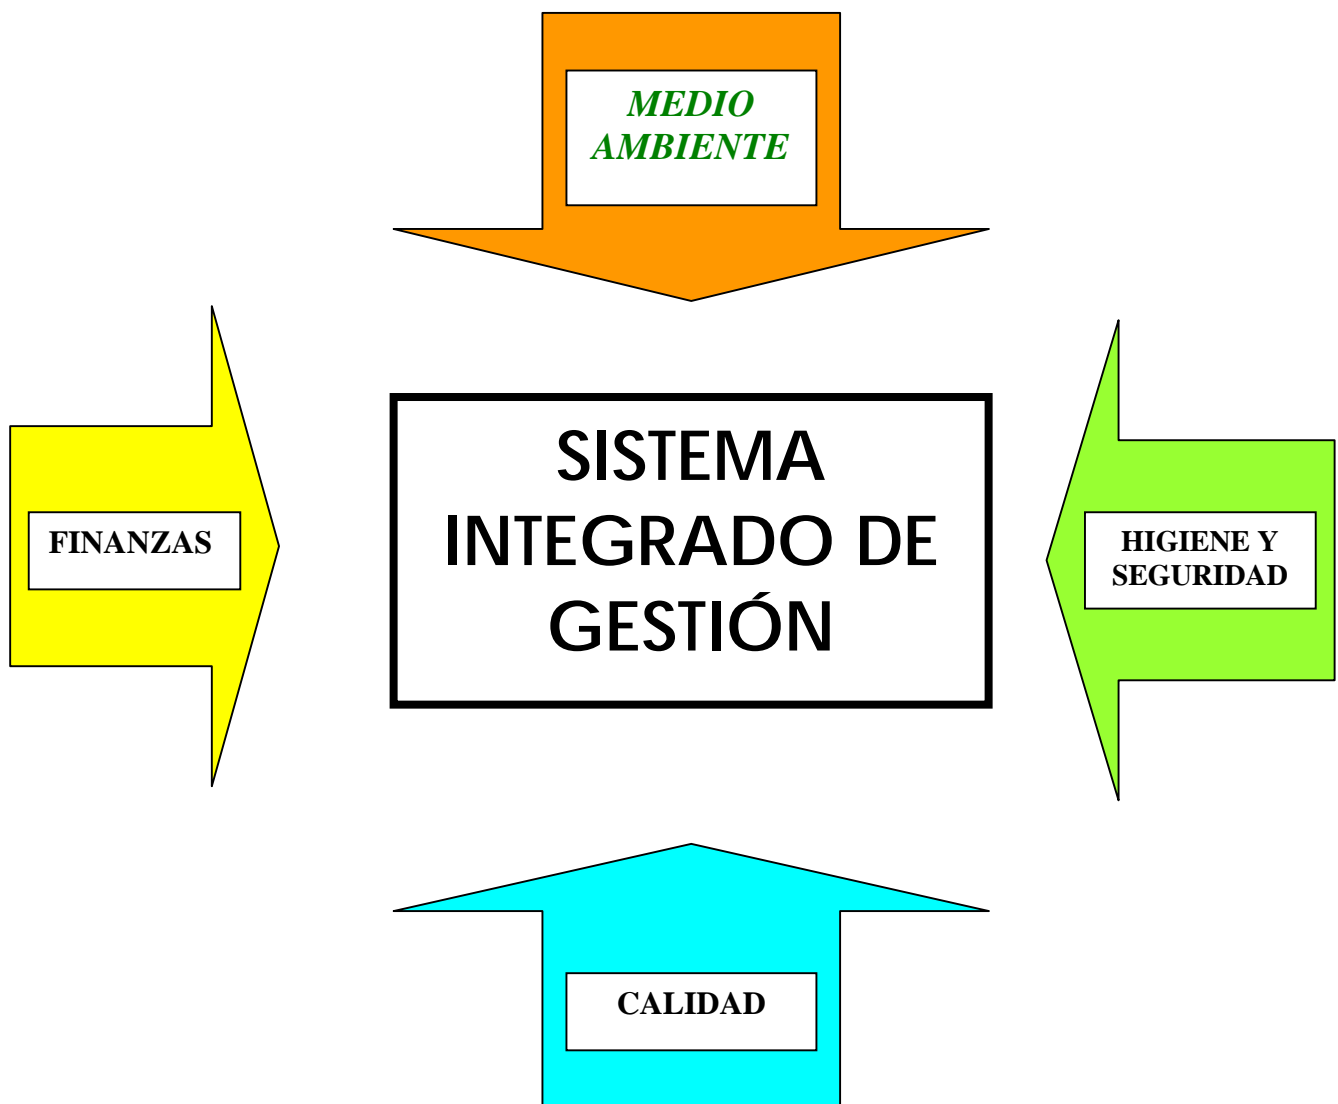 MEDIO
AMBIENTE
SISTEMA
INTEGRADO DE
GESTIÓN
FINANZAS
HIGIENE Y
SEGURIDAD
CALIDAD